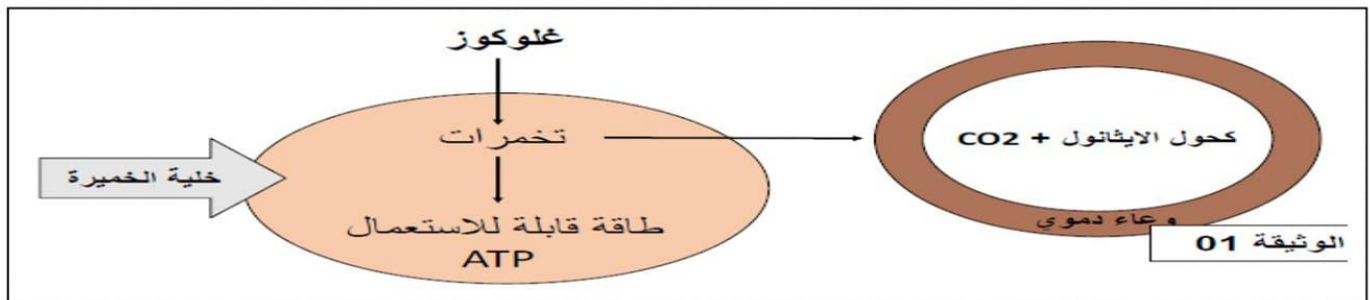 غلوكوز
تخمرات
كحول الايثانول + CO2
خلية الخميرة
طاقة قابلة للاستعمال
ATP
وعاء دموي
الوثيقة 01